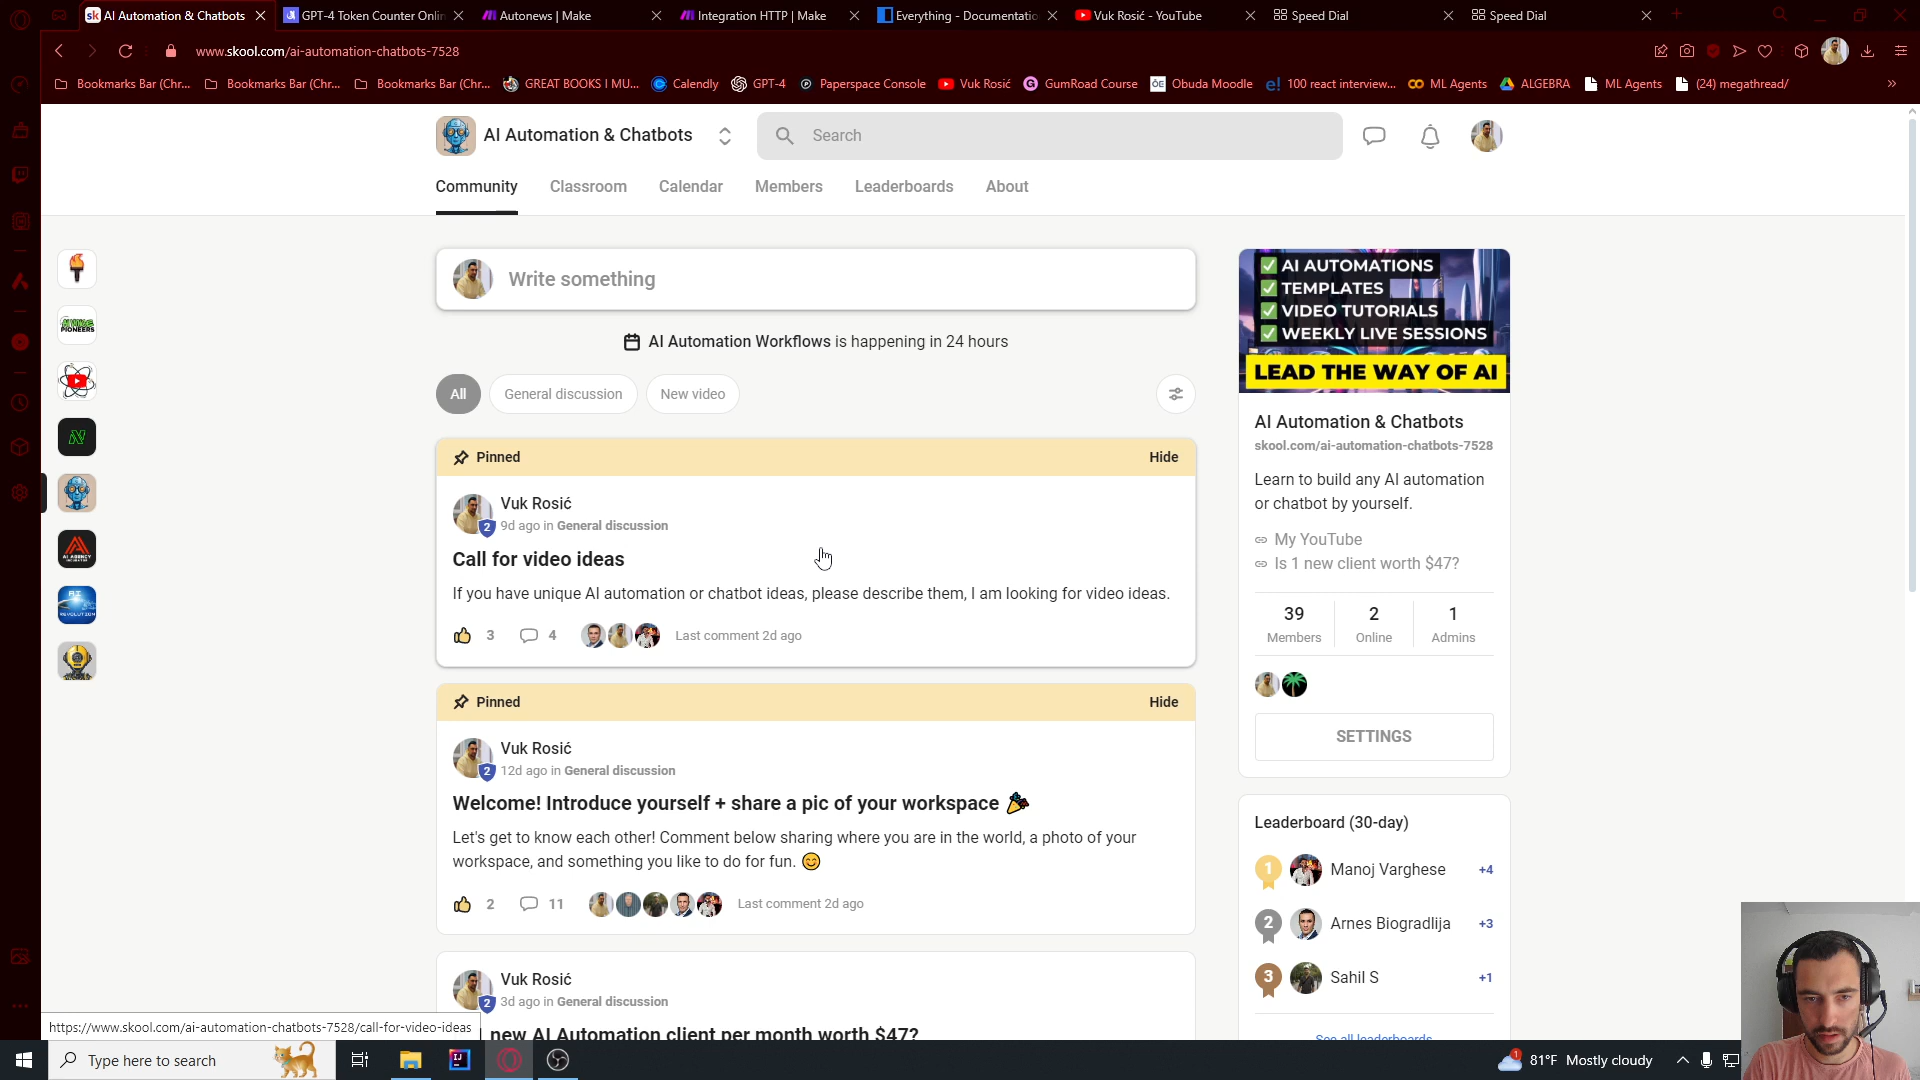 AI Automation & Chatbots
GPT-4 Token Counter Onlin
Autonews | Make
Integration HTTP | Make
Everything - Documentatio
Vuk Rosić - YouTube
Speed Dial
Speed Dial
www.skool.com/ai-automation-chatbots-7528
Bookmarks Bar (Chr...
Bookmarks Bar (Chr...
Bookmarks Bar (Chr...
GREAT BOOKS I MU...
Calendly
GPT-4
Paperspace Console
Vuk Rosić
GumRoad Course
Obuda Moodle
100 react interview...
ML Agents
ALGEBRA
ML Agents
(24) megathread/
AI Automation & Chatbots
Search
Community
Classroom
Calendar
Members
Leaderboards
About
Write something
AI Automation Workflows is happening in 24 hours
All
General discussion
New video
Pinned
Hide
Vuk Rosić
2
9d ago in General discussion
Call for video ideas
If you have unique AI automation or chatbot ideas, please describe them, I am looking for video ideas.
3
4
Last comment 2d ago
Pinned
Hide
Vuk Rosić
2
12d ago in General discussion
Welcome! Introduce yourself + share a pic of your workspace 🎉
Let's get to know each other! Comment below sharing where you are in the world, a photo of your
workspace, and something you like to do for fun. 😊
2
11
Last comment 2d ago
Vuk Rosić
2
3d ago in General discussion
new AI Automation client per month worth $47?
AI AUTOMATIONS
TEMPLATES
VIDEO TUTORIALS
WEEKLY LIVE SESSIONS
LEAD THE WAY OF AI
AI Automation & Chatbots
skool.com/ai-automation-chatbots-7528
Learn to build any AI automation
or chatbot by yourself.
My YouTube
Is 1 new client worth $47?
39
Members
2
Online
1
Admins
SETTINGS
Leaderboard (30-day)
1
Manoj Varghese
+4
2
Arnes Biogradlija
+3
3
Sahil S
+1
See all leaderboards
https://www.skool.com/ai-automation-chatbots-7528/call-for-video-ideas
Type here to search
1
81°F
Mostly cloudy